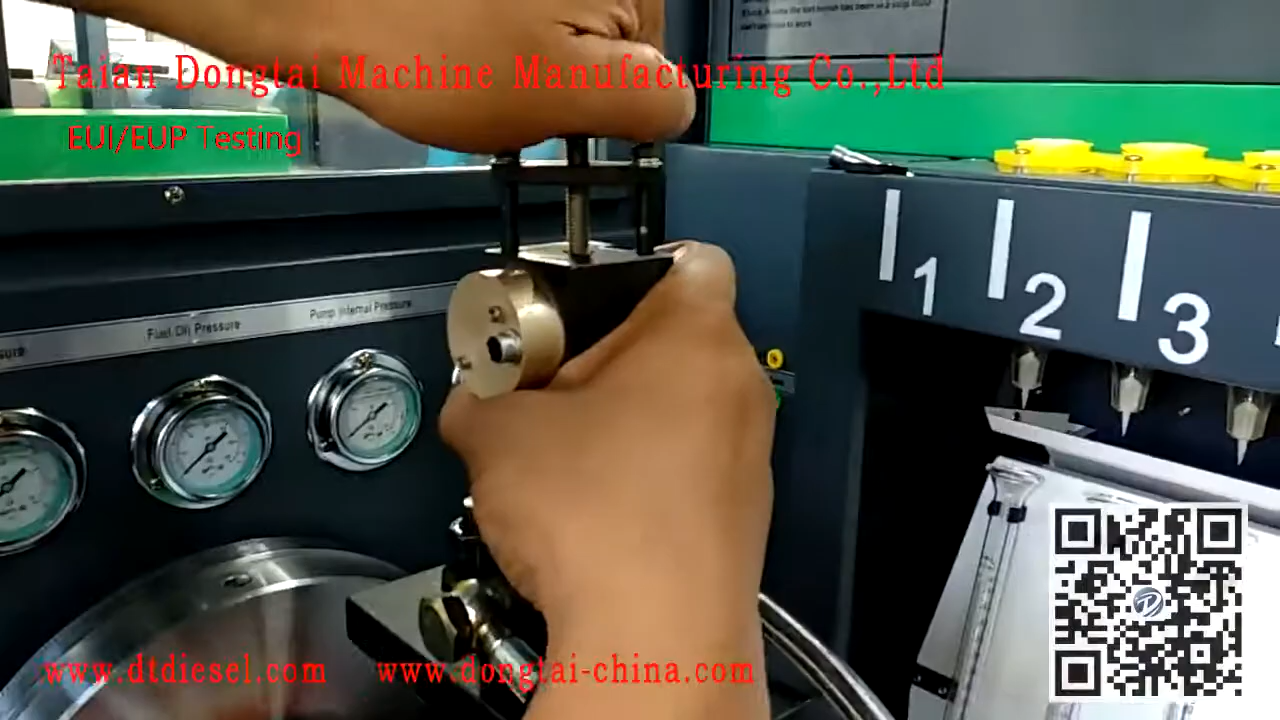 Taian Dongtai Machine Manufacturing Co.,Ltd
EUI/EUP Testing
Fuel Oil Pressure
Pump Internal Pressure
1
2
3
www.dtdiesel.com
www.dongtai-china.com